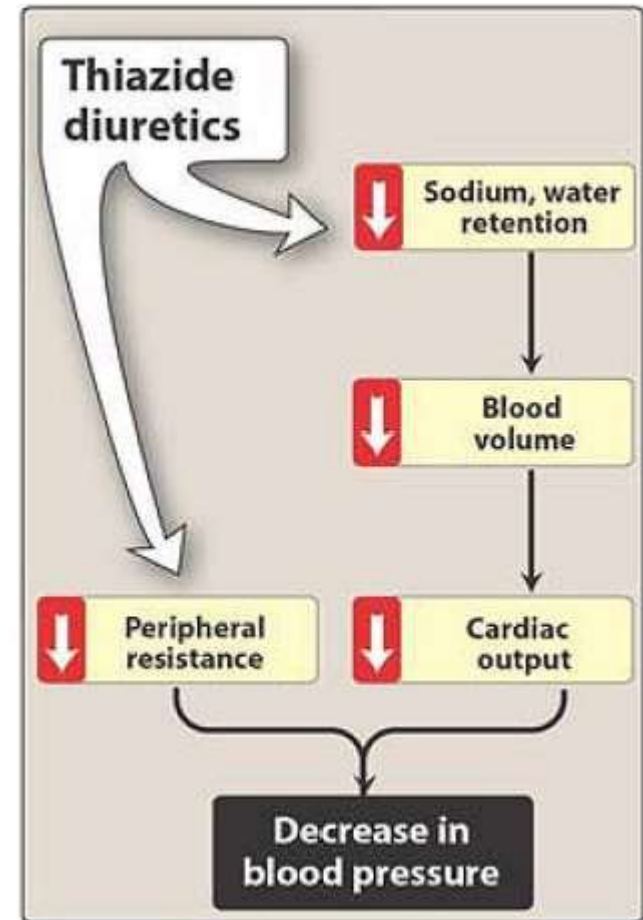 Thiazide
diuretics
Sodium, water
retention
Blood
volume
Peripheral
resistance
Cardiac
output
Decrease in
blood pressure